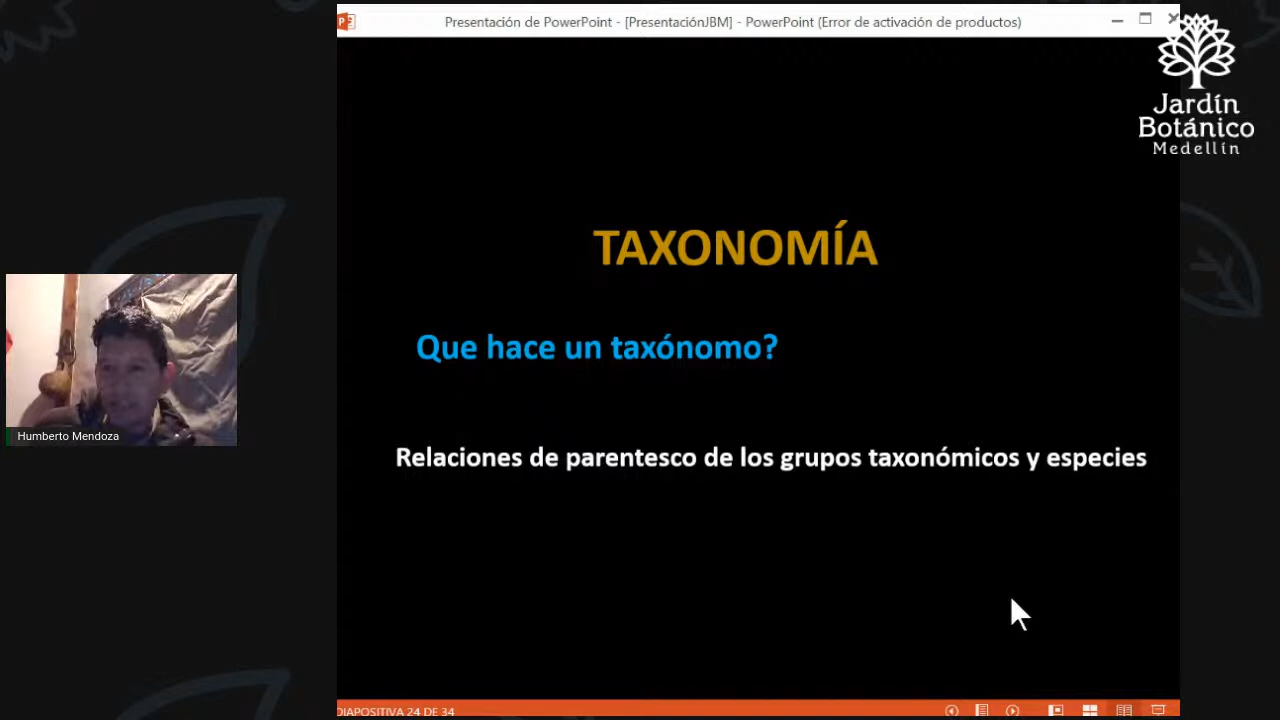 Presentación de PowerPoint - [PresentaciónJBM] - PowerPoint (Error de activación de productos)
Jardín
Botánico
Medellín
TAXONOMÍA
Que hace un taxónomo?
Humberto Mendoza
Relaciones de parentesco de los grupos taxonómicos y especies
DIAPOSITIVA 24 DE 34